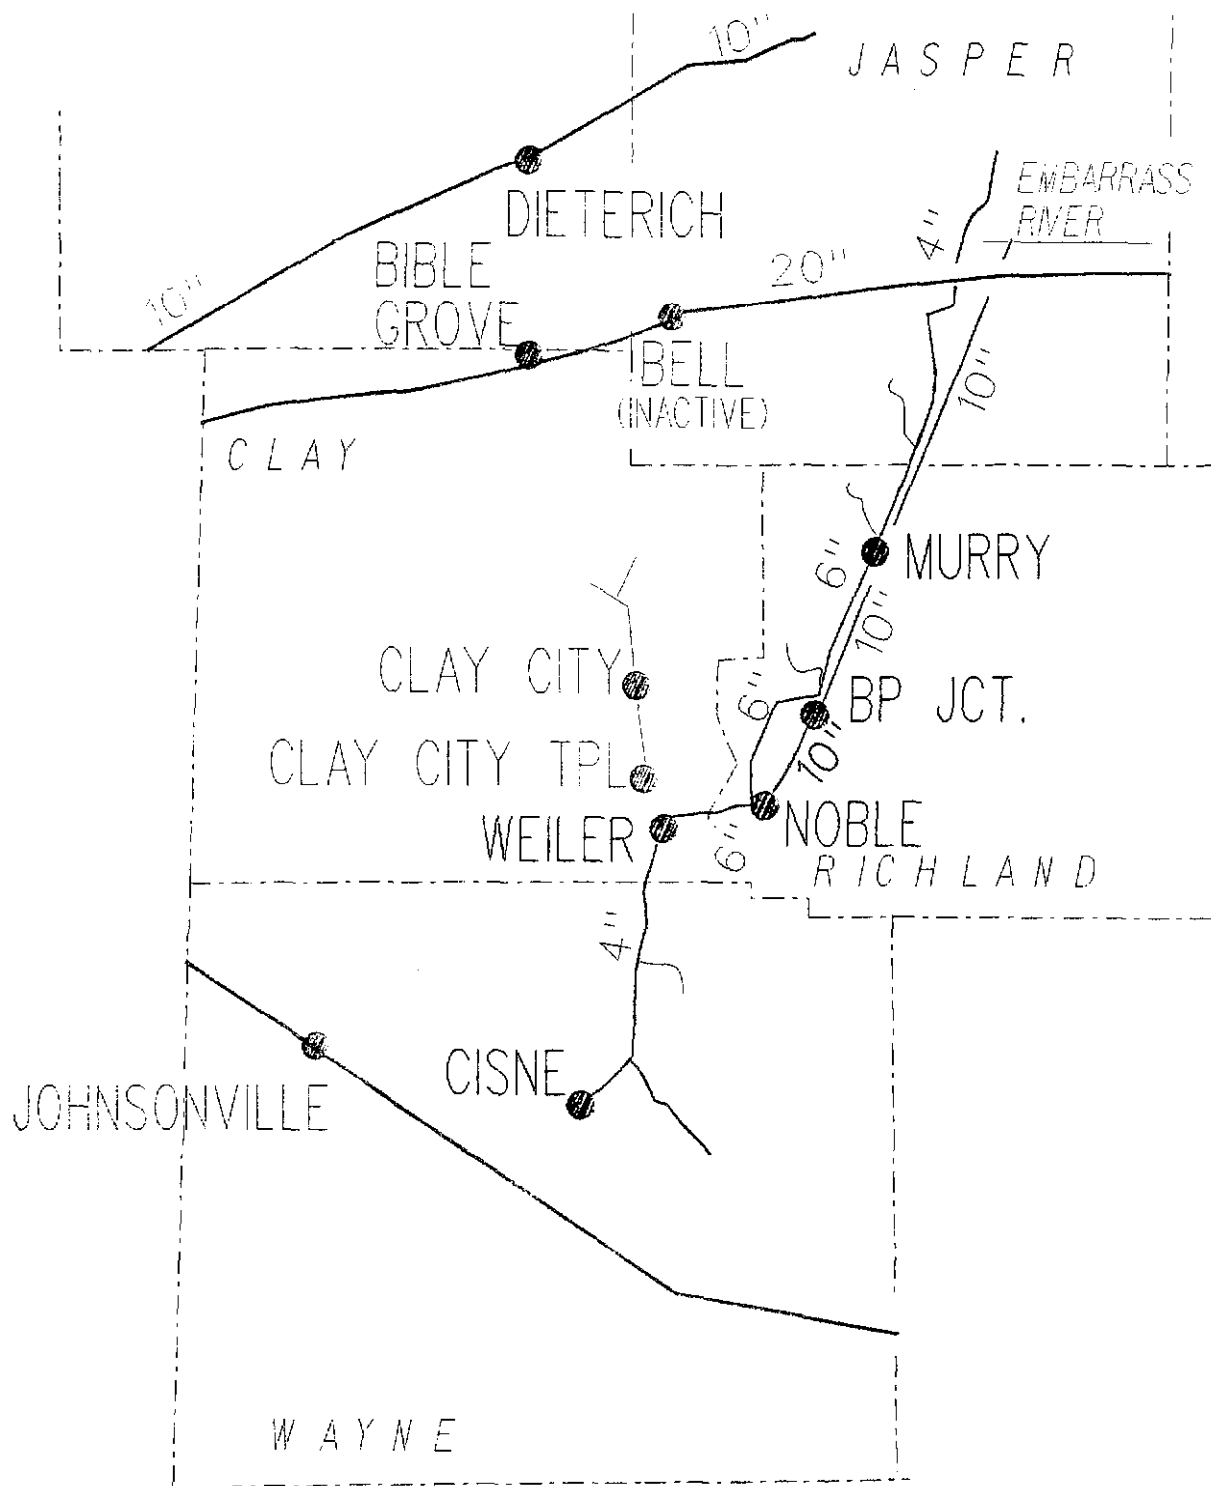 10"
JASPER
EMBARRASS
RIVER
DIETERICH
4"
BIBLE
GROVE
20"
10"
BELL
(INACTIVE)
10"
CLAY
MURRY
6"
10"
CLAY CITY
6"
BP JCT.
CLAY CITY TPL
10"
WEILER
NOBLE
6"
RICHLAND
4"
CISNE
JOHNSONVILLE
WAYNE